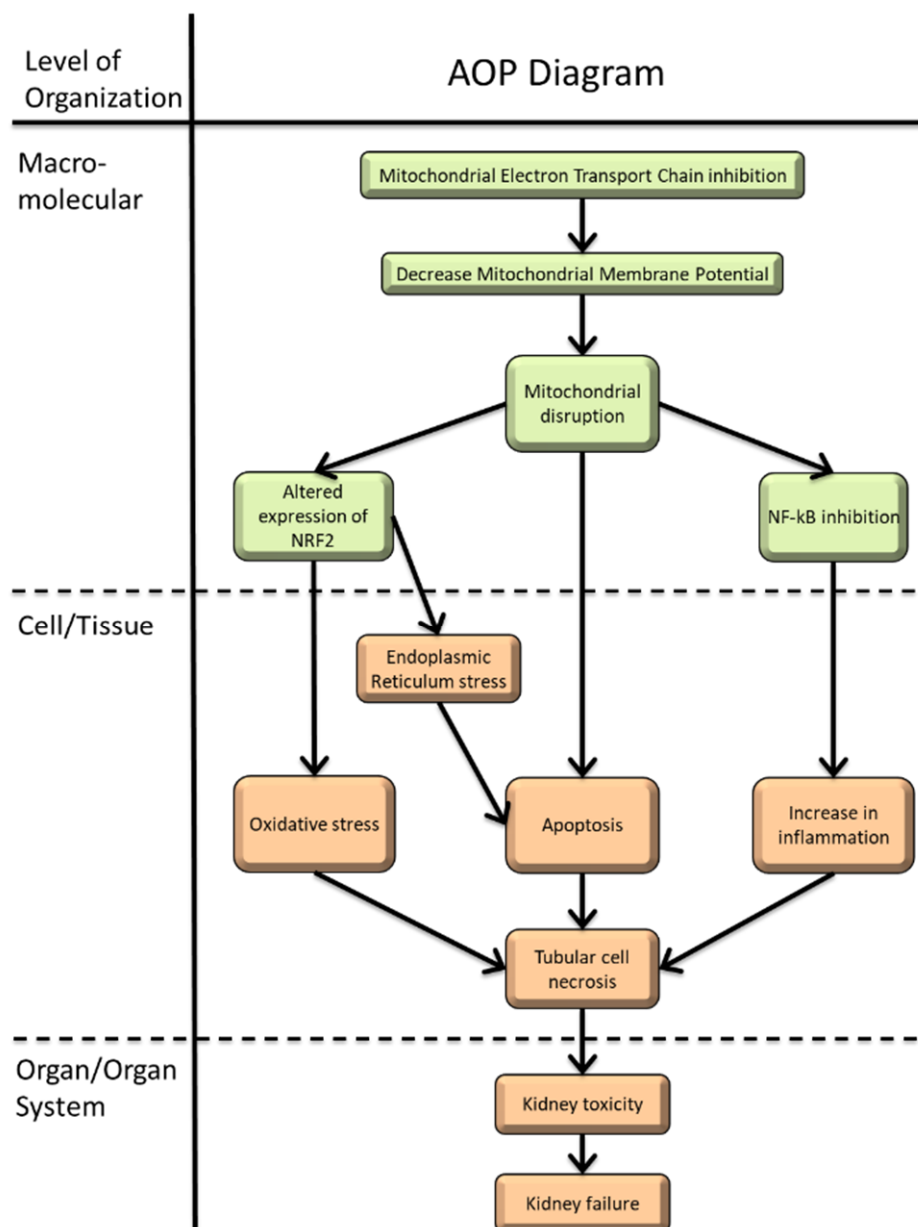 Level of
Organization
AOP Diagram
Macro-
molecular
Mitochondrial Electron Transport Chain inhibition
Decrease Mitochondrial Membrane Potential
Mitochondrial
disruption
Altered
expression of
NRF2
NF-kB inhibition
Cell/Tissue
Endoplasmic
Reticulum stress
Oxidative stress
Apoptosis
Increase in
inflammation
Tubular cell
necrosis
Organ/Organ
System
Kidney toxicity
Kidney failure